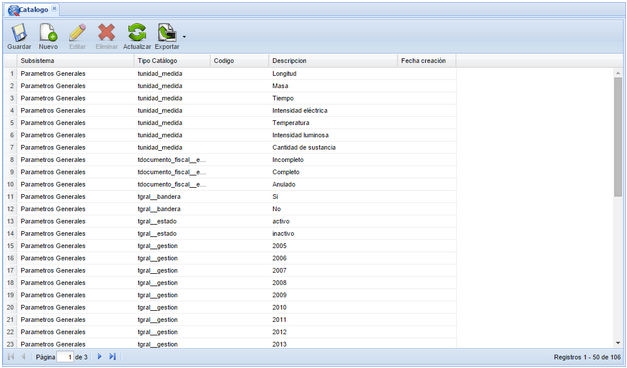 Catalogo
Guardar Nuevo Editar Eliminar Actualizar Exportar
Subsistema Tipo Catálogo Codigo Descripcion Fecha creación
1 Parametros Generales tunidad_medida Longitud
2 Parametros Generales tunidad_medida Masa
3 Parametros Generales tunidad_medida Tiempo
4 Parametros Generales tunidad_medida Intensidad eléctrica
5 Parametros Generales tunidad_medida Temperatura
6 Parametros Generales tunidad_medida Intensidad luminosa
7 Parametros Generales tunidad_medida Cantidad de sustancia
8 Parametros Generales tdocumento_fiscal__e... Incompleto
9 Parametros Generales tdocumento_fiscal__e... Completo
10 Parametros Generales tdocumento_fiscal__e... Anulado
11 Parametros Generales tgral__bandera Si
12 Parametros Generales tgral__bandera No
13 Parametros Generales tgral__estado activo
14 Parametros Generales tgral__estado inactivo
15 Parametros Generales tgral__gestion 2005
16 Parametros Generales tgral__gestion 2006
17 Parametros Generales tgral__gestion 2007
18 Parametros Generales tgral__gestion 2008
19 Parametros Generales tgral__gestion 2009
20 Parametros Generales tgral__gestion 2010
21 Parametros Generales tgral__gestion 2011
22 Parametros Generales tgral__gestion 2012
23 Parametros Generales tgral__gestion 2013
Página 1 de 3 Registros 1 - 50 de 106